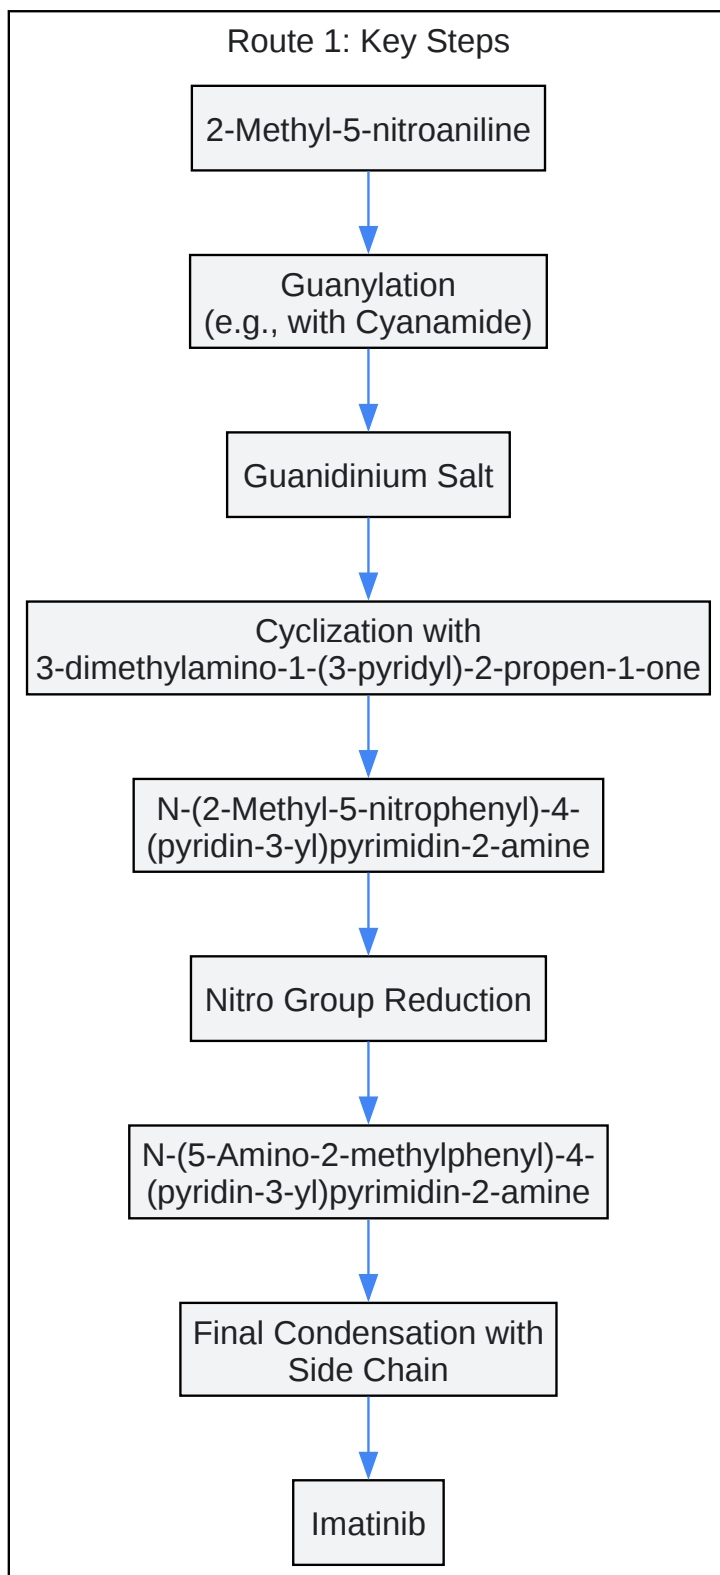 Route 1: Key Steps
2-Methyl-5-nitroaniline
Guanylation
(e.g., with Cyanamide)
Guanidinium Salt
Cyclization with
3-dimethylamino-1-(3-pyridyl)-2-propen-1-one
N-(2-Methyl-5-nitrophenyl)-4-
(pyridin-3-yl)pyrimidin-2-amine
Nitro Group Reduction
N-(5-Amino-2-methylphenyl)-4-
(pyridin-3-yl)pyrimidin-2-amine
Final Condensation with
Side Chain
Imatinib